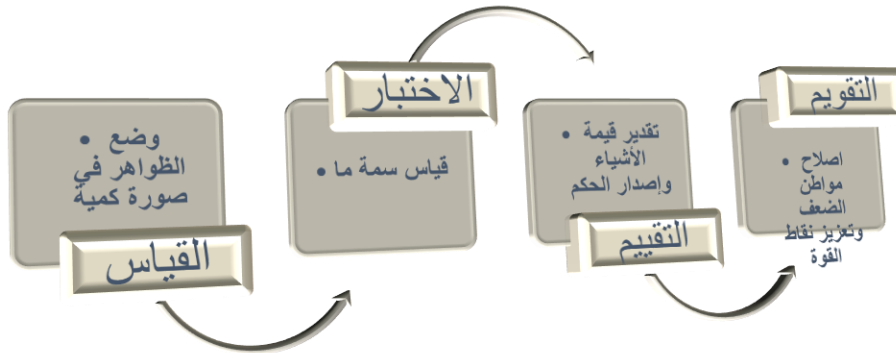 • وضع
الظواهر في
صورة كمية
القياس
الاختبار
• قياس سمة ما
• تقدير قيمة
الأشياء
وإصدار الحكم
التقييم
التقويم
• اصلاح
مواطن
الضعف
وتعزيز نقاط
القوة